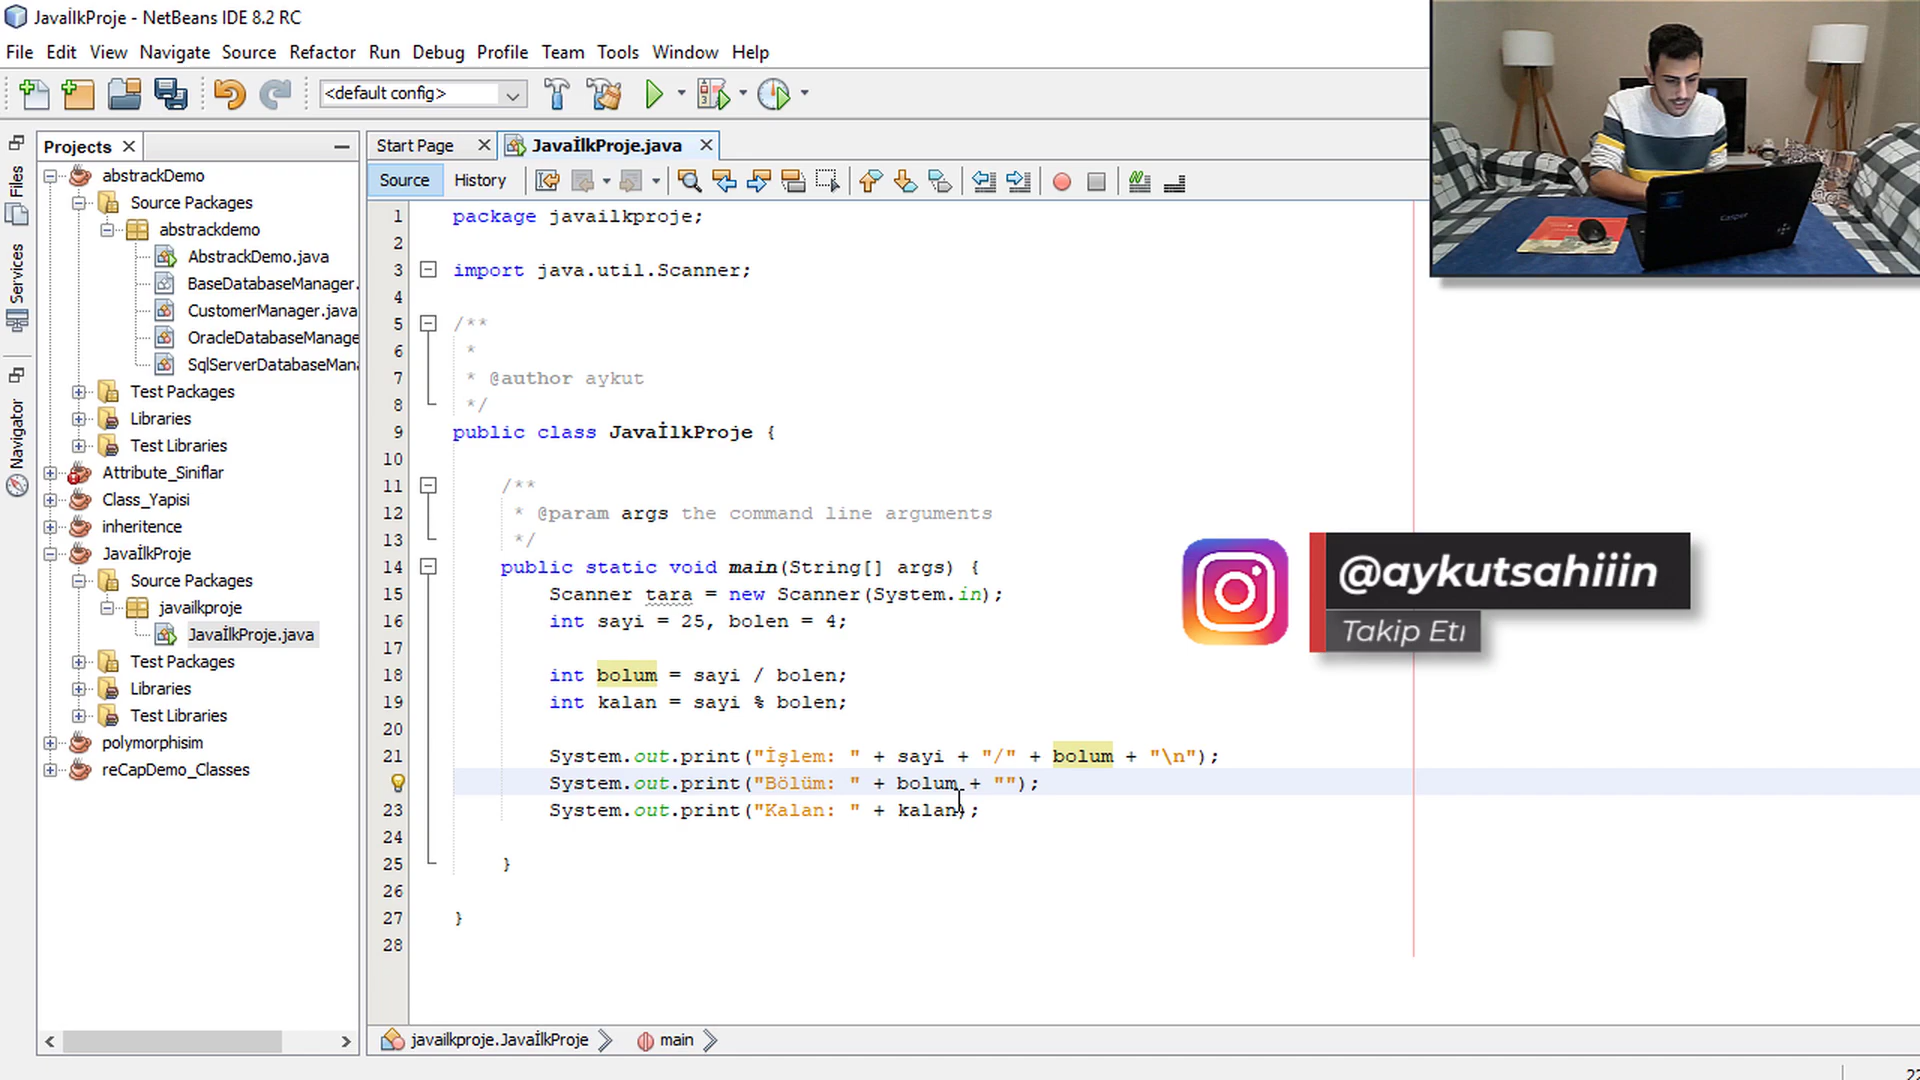 JavaİlkProje - NetBeans IDE 8.2 RC
File Edit View Navigate Source Refactor Run Debug Profile Team Tools Window Help
<default config>
Files
Services
Navigator
Projects
abstrackDemo
Source Packages
abstrackdemo
AbstrackDemo.java
BaseDatabaseManager.
CustomerManager.java
OracleDatabaseManage
SqlServerDatabaseMan
Test Packages
Libraries
Test Libraries
Attribute_Siniflar
Class_Yapisi
inheritence
JavaİlkProje
Source Packages
javailkproje
JavaİlkProje.java
Test Packages
Libraries
Test Libraries
polymorphisim
reCapDemo_Classes
Start Page JavaİlkProje.java
Source History
1 package javailkproje;
2
3 import java.util.Scanner;
4
5 /**
6 *
7 * @author aykut
8 */
9 public class JavaİlkProje {
10
11 /**
12 * @param args the command line arguments
13 */
14 public static void main(String[] args) {
15 Scanner tara = new Scanner(System.in);
16 int sayi = 25, bolen = 4;
17
18 int bolum = sayi / bolen;
19 int kalan = sayi % bolen;
20
21 System.out.print("İşlem: " + sayi + "/" + bolum + "\n");
System.out.print("Bölüm: " + bolum + "");
23 System.out.print("Kalan: " + kalan);
24
25 }
26
27 }
28
javailkproje.JavaİlkProje main
Casper
@aykutsahiiin
Takip Et!